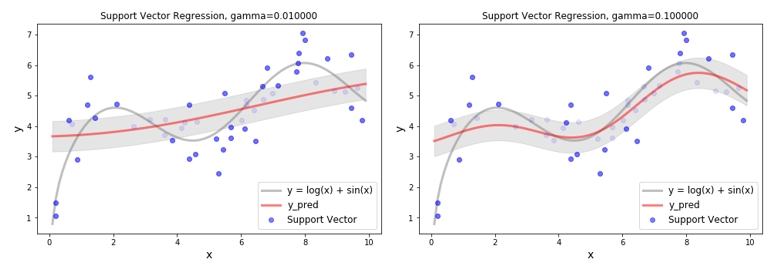 Support Vector Regression, gamma=0.010000
7
6
5
4
3
2
1
y
0
2
4
6
8
10
x
y = log(x) + sin(x)
y_pred
Support Vector
Support Vector Regression, gamma=0.100000
7
6
5
4
3
2
1
y
0
2
4
6
8
10
x
y = log(x) + sin(x)
y_pred
Support Vector